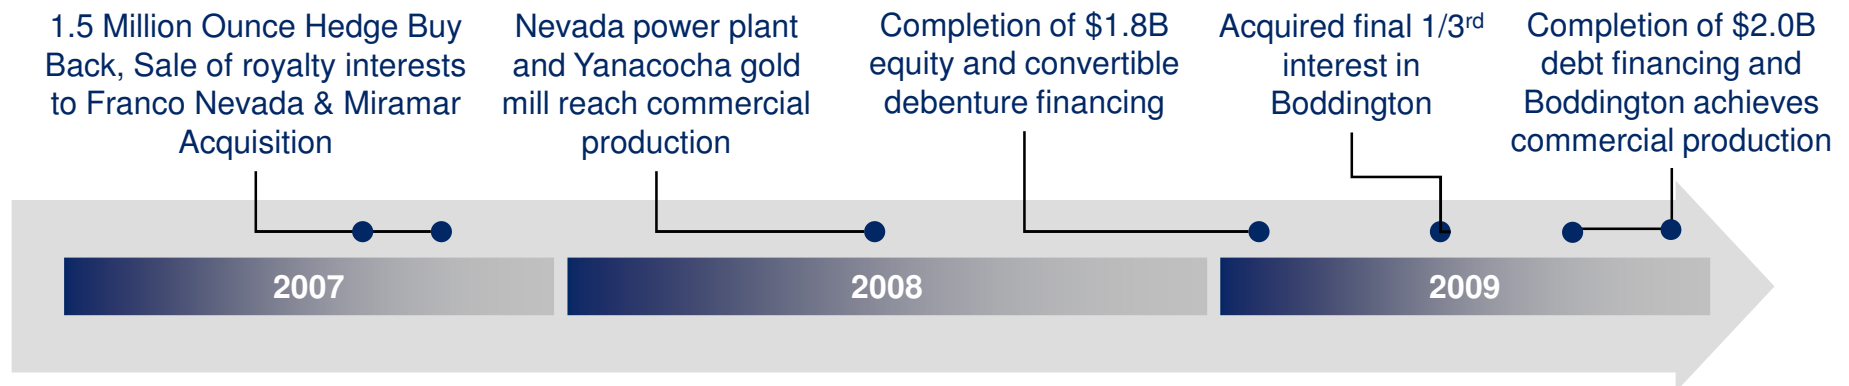 1.5 Million Ounce Hedge Buy
Back, Sale of royalty interests
to Franco Nevada & Miramar
Acquisition
Nevada power plant
and Yanacocha gold
mill reach commercial
production
Completion of $1.8B
equity and convertible
debenture financing
Acquired final 1/3rd
interest in
Boddington
Completion of $2.0B
debt financing and
Boddington achieves
commercial production
2007
2008
2009